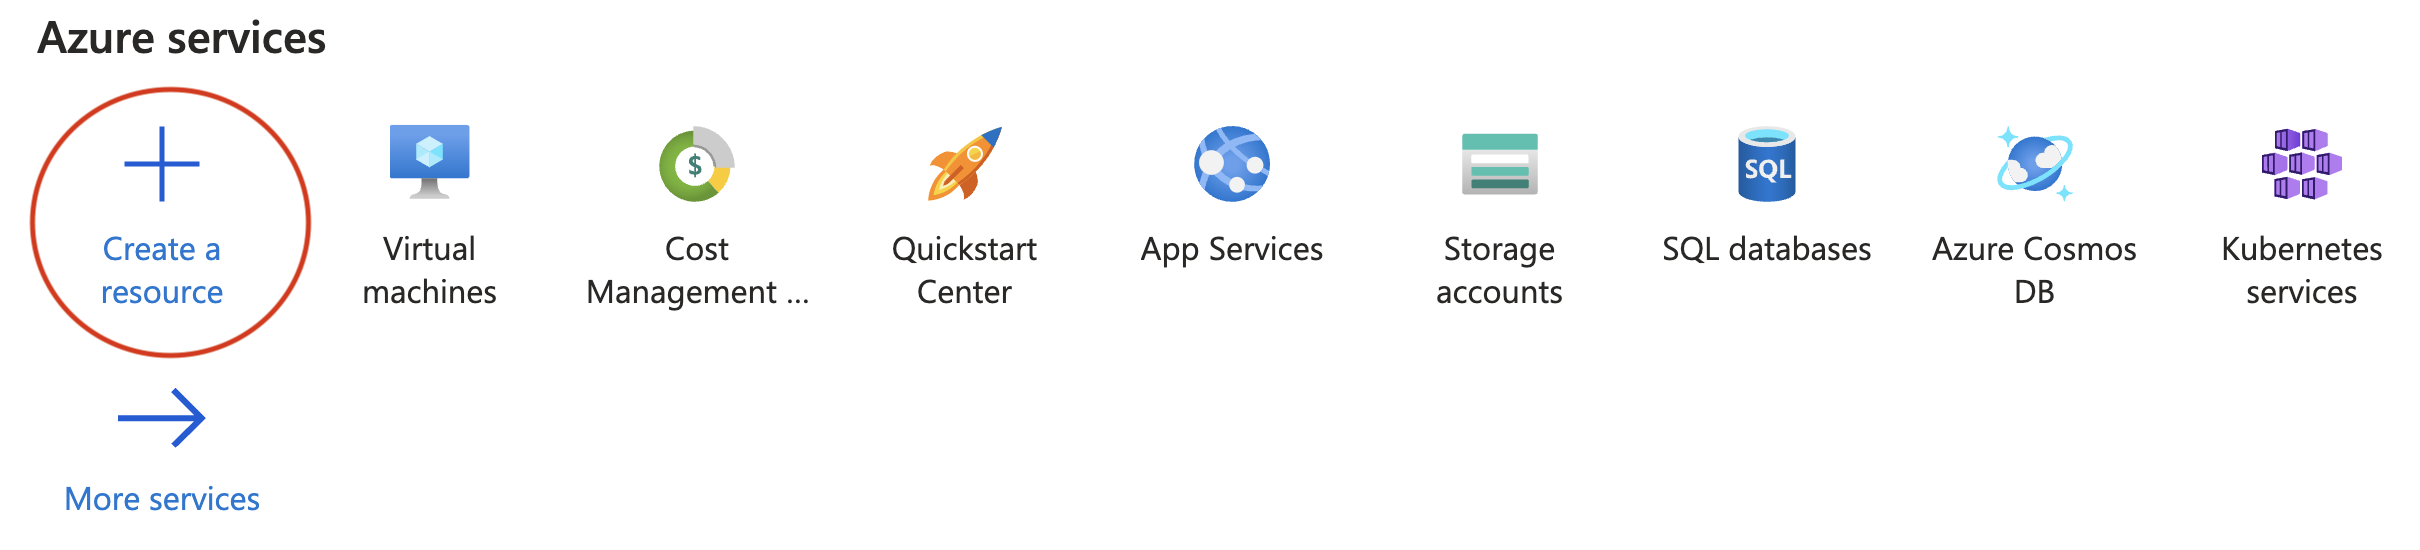 Azure services
Create a
resource
Virtual
machines
$
Cost
Management ...
Quickstart
Center
App Services
Storage
accounts
SQL
SQL databases
Azure Cosmos
DB
Kubernetes
services
More services